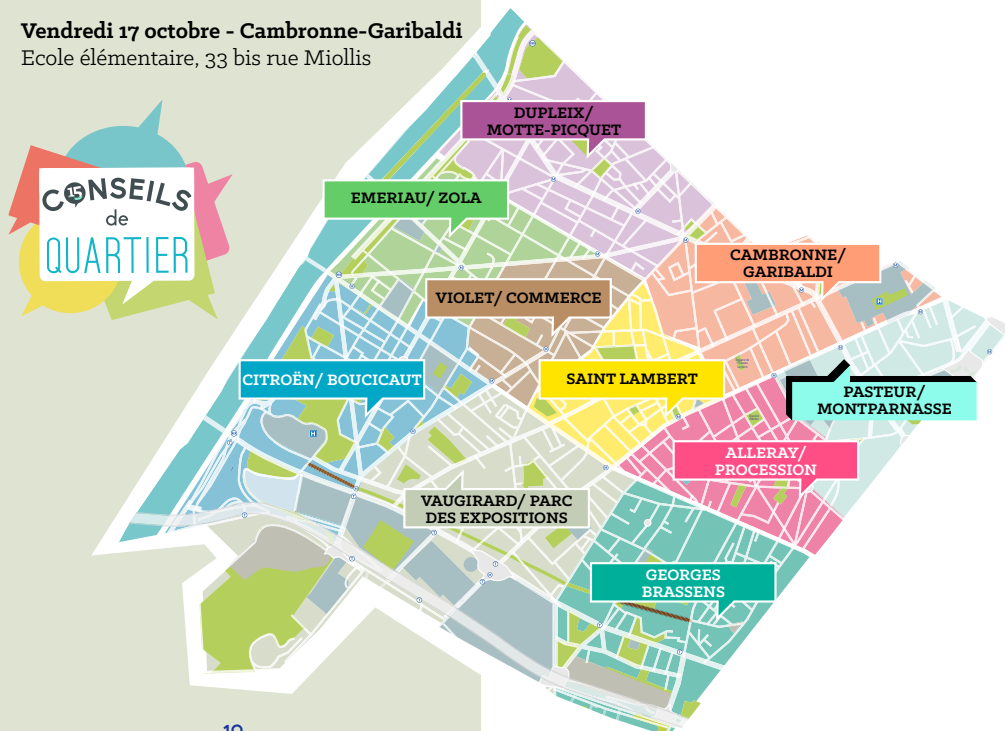 Vendredi 17 octobre - Cambronne-Garibaldi
Ecole élémentaire, 33 bis rue Miollis
CONSEILS
15
de
QUARTIER
DUPLEIX/
MOTTE-PICQUET
EMERIAU/ ZOLA
CAMBRONNE/
GARIBALDI
VIOLET/ COMMERCE
CITROËN/ BOUCICAUT
SAINT LAMBERT
PASTEUR/
MONTPARNASSE
ALLERAY/
PROCESSION
VAUGIRARD/ PARC
DES EXPOSITIONS
GEORGES
BRASSENS
H
H